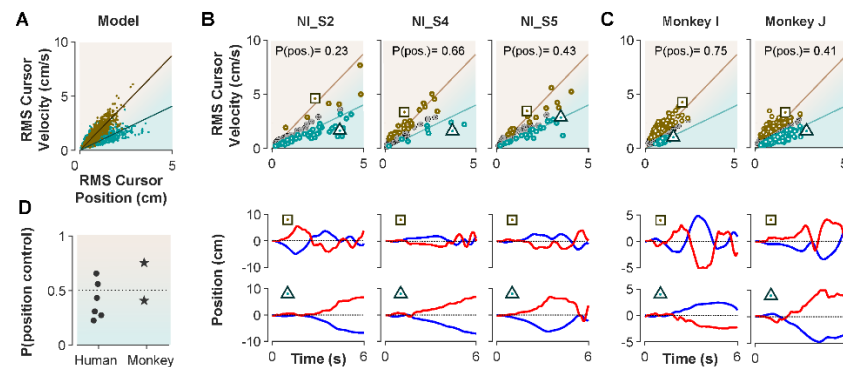 A
Model
RMS Cursor
Velocity (cm/s)
10
5
0
0
5
RMS Cursor
Position (cm)
B
NI_S2
NI_S4
NI_S5
RMS Cursor
Velocity (cm/s)
10
5
0
P(pos.)= 0.23
P(pos.)= 0.66
P(pos.)= 0.43
0
5
0
5
0
5
C
Monkey I
Monkey J
10
5
0
P(pos.)= 0.75
P(pos.)= 0.41
0
5
0
5
D
P(position control)
1
0.5
0
Human
Monkey
Position (cm)
10
0
-10
10
0
-10
0
6
0
6
0
6
Time (s)
5
0
-5
5
0
-5
0
6
0
6
Time (s)